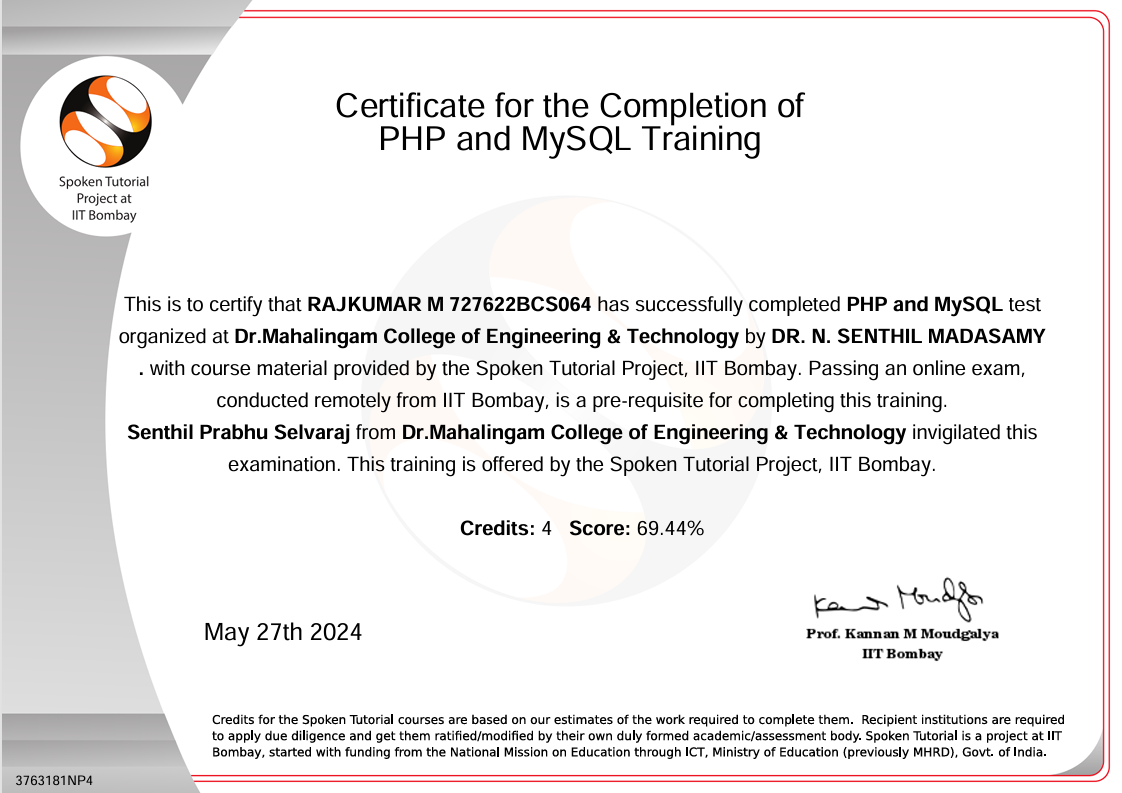 Spoken Tutorial
Project at
IIT Bombay
Certificate for the Completion of
PHP and MySQL Training
This is to certify that RAJKUMAR M 727622BCS064 has successfully completed PHP and MySQL test
organized at Dr.Mahalingam College of Engineering & Technology by DR. N. SENTHIL MADASAMY
. with course material provided by the Spoken Tutorial Project, IIT Bombay. Passing an online exam,
conducted remotely from IIT Bombay, is a pre-requisite for completing this training.
Senthil Prabhu Selvaraj from Dr.Mahalingam College of Engineering & Technology invigilated this
examination. This training is offered by the Spoken Tutorial Project, IIT Bombay.
Credits: 4 Score: 69.44%
May 27th 2024
Kannan Moudgalya
Prof. Kannan M Moudgalya
IIT Bombay
Credits for the Spoken Tutorial courses are based on our estimates of the work required to complete them. Recipient institutions are required
to apply due diligence and get them ratified/modified by their own duly formed academic/assessment body. Spoken Tutorial is a project at IIT
Bombay, started with funding from the National Mission on Education through ICT, Ministry of Education (previously MHRD), Govt. of India.
3763181NP4